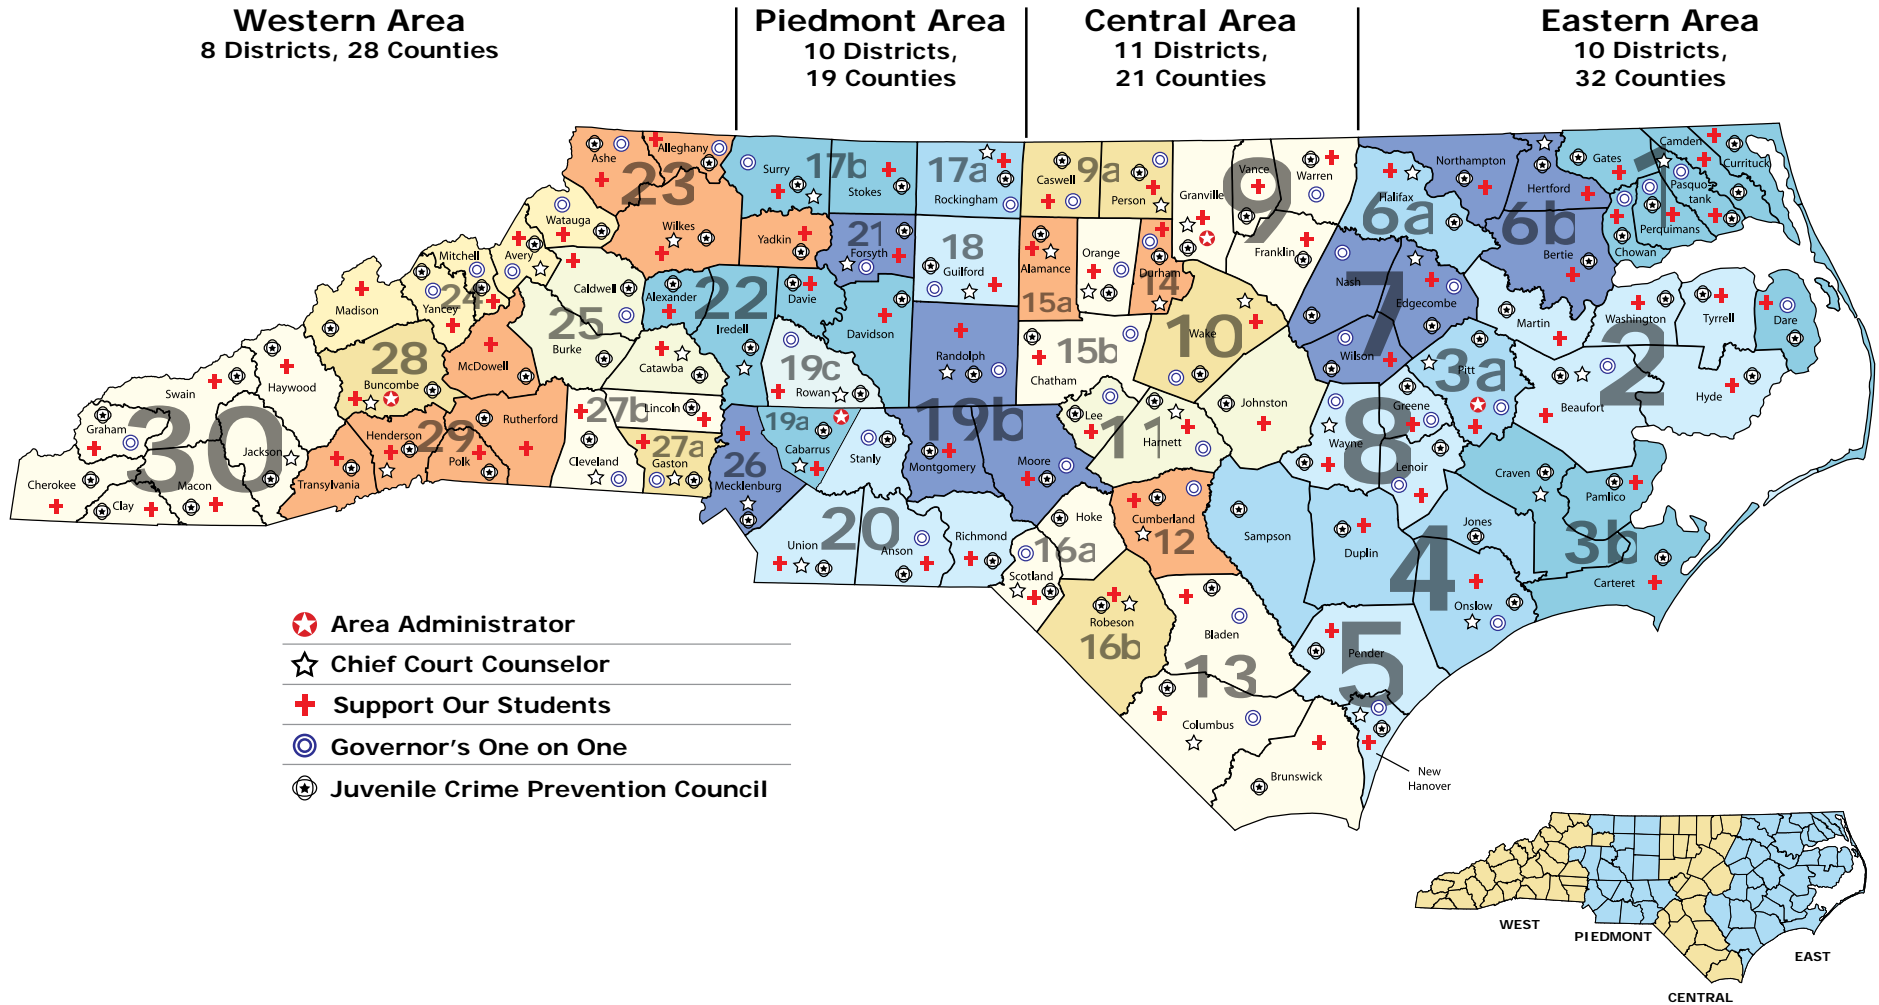 Western Area
8 Districts, 28 Counties
Piedmont Area
10 Districts,
19 Counties
Central Area
11 Districts,
21 Counties
Eastern Area
10 Districts,
32 Counties
Ashe
Alleghany
23
Wilkes
Watauga
Avery
Mitchell
24
Yancey
Madison
28
Buncombe
McDowell
Caldwell
25
Burke
Alexander
22
Iredell
Catawba
Davie
Davidson
Surry
17b
Stokes
17a
Rockingham
Yadkin
21
Forsyth
18
Guilford
Randolph
19b
Montgomery
Moore
19c
Rowan
19a
Cabarrus
Stanly
26
Mecklenburg
27b
Lincoln
Cleveland
27a
Gaston
Rutherford
29
Polk
Henderson
Transylvania
Haywood
Swain
30
Graham
Jackson
Cherokee
Clay
Macon
20
Union
Anson
Richmond
Caswell
9a
Person
Granville
Vance
9
Warren
Franklin
Alamance
15a
Orange
Durham
14
Wake
10
15b
Chatham
Lee
11
Harnett
Johnston
Hoke
16a
Scotland
Cumberland
12
Robeson
16b
Bladen
13
Columbus
Brunswick
Halifax
6a
Northampton
Hertford
6b
Bertie
Gates
1
Camden
Currituck
Pasquo-
tank
Perquimans
Chowan
Nash
7
Edgecombe
Wilson
Martin
Washington
Tyrrell
Dare
2
Beaufort
Hyde
3a
Pitt
Greene
8
Wayne
Lenoir
Craven
Pamlico
Jones
3b
Carteret
Sampson
Duplin
4
Onslow
Pender
5
New
Hanover
Area Administrator
Chief Court Counselor
Support Our Students
Governor's One on One
Juvenile Crime Prevention Council
WEST
PIEDMONT
EAST
CENTRAL